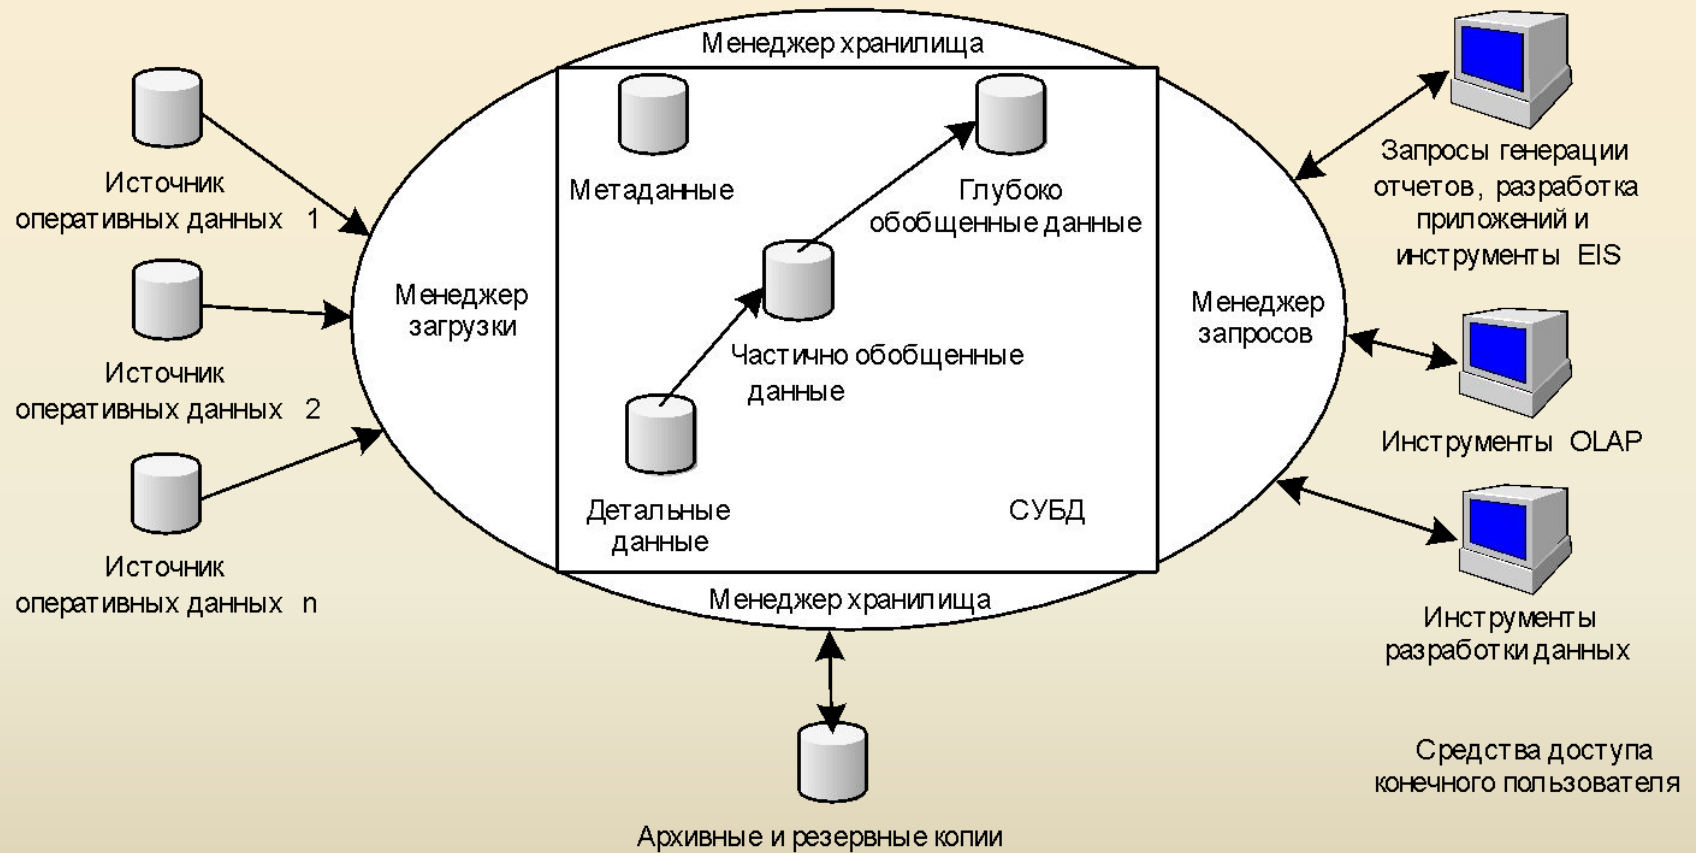 Менеджер хранилища
Источник
оперативных данных 1
Источник
оперативных данных 2
Источник
оперативных данных n
Менеджер
загрузки
Метаданные
Глубоко
обобщенные данные
Частично обобщенные
данные
Детальные
данные
СУБД
Менеджер
запросов
Менеджер хранилища
Архивные и резервные копии
Запросы генерации
отчетов, разработка
приложений и
инструменты EIS
Инструменты OLAP
Инструменты
разработки данных
Средства доступа
конечного пользователя